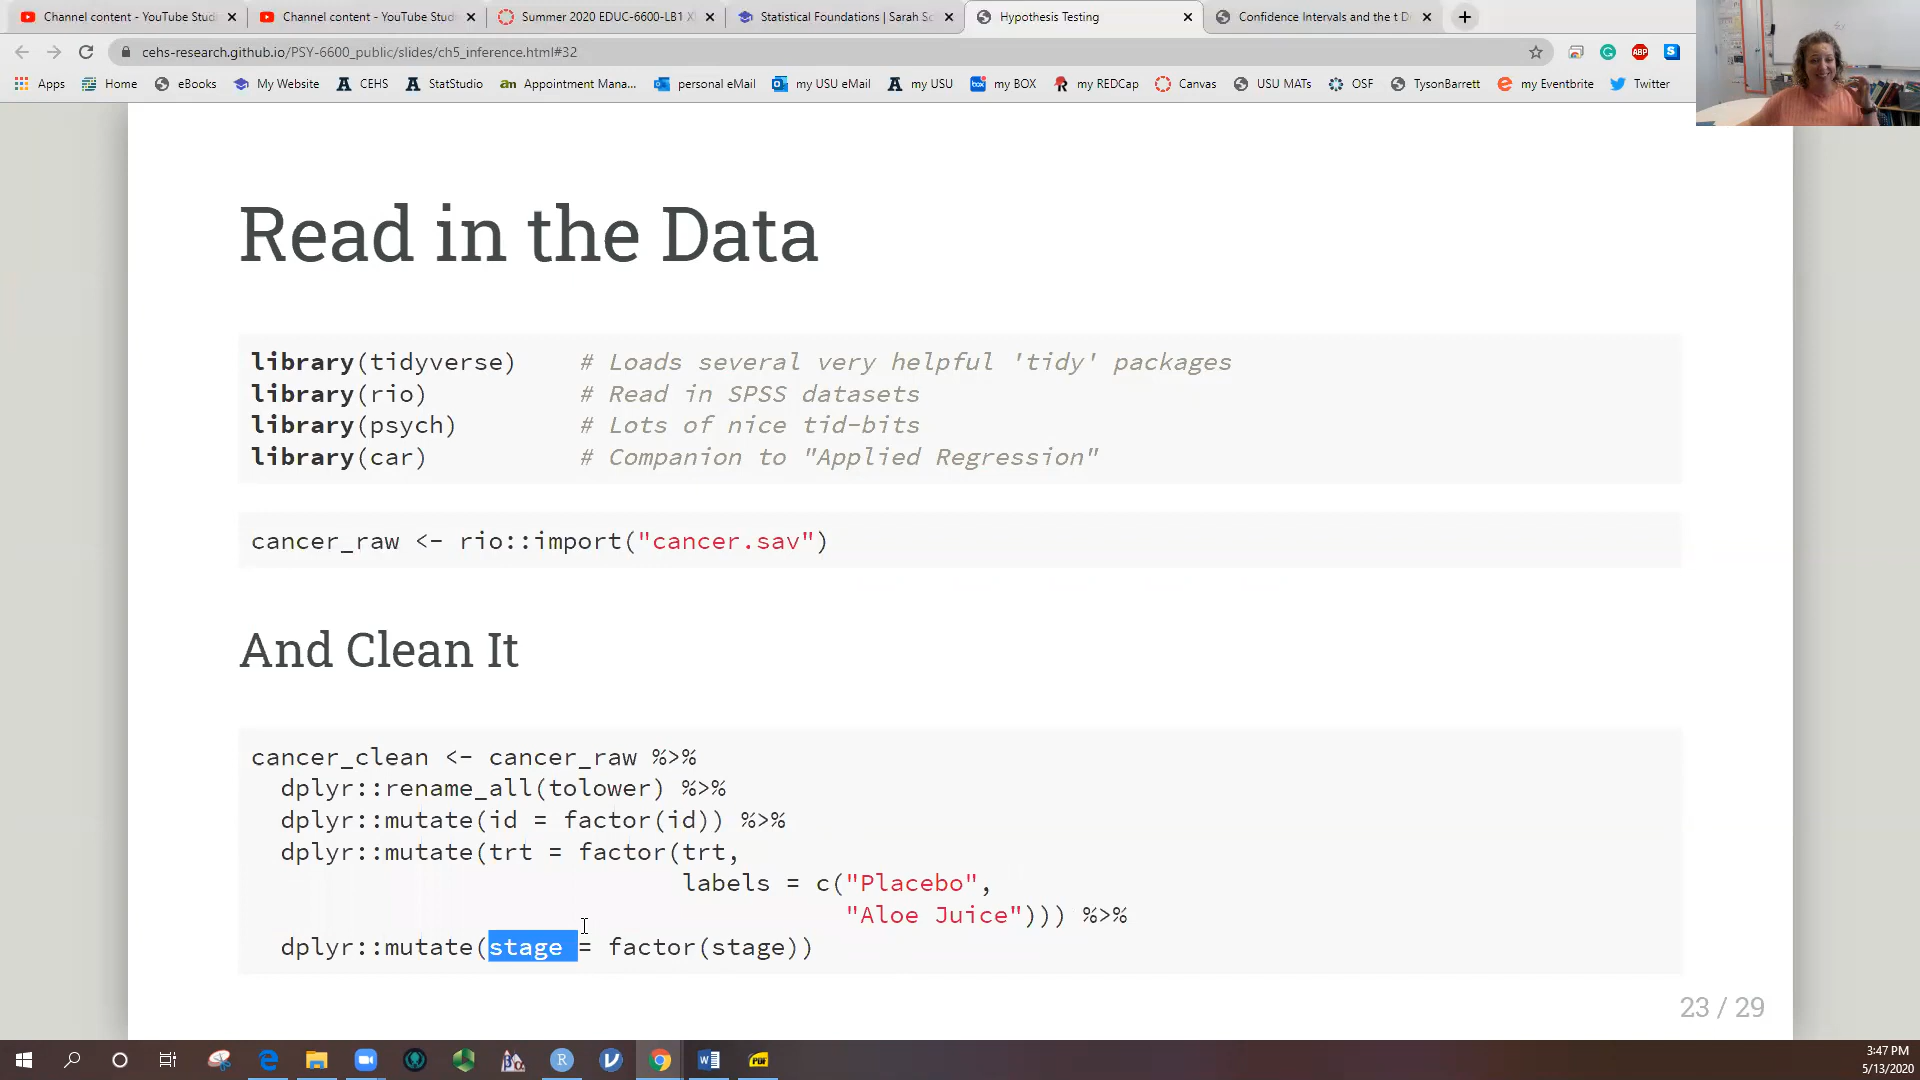 Channel content - YouTube Stud
Channel content - YouTube Stud
Summer 2020 EDUC-6600-LB1 X
Statistical Foundations | Sarah Sc
Hypothesis Testing
Confidence Intervals and the t D
cehs-research.github.io/PSY-6600_public/slides/ch5_inference.html#32
ABP
S
Apps
Home
eBooks
My Website
CEHS
StatStudio
Appointment Mana...
personal eMail
my USU eMail
my USU
my BOX
my REDCap
Canvas
USU MATs
OSF
TysonBarrett
my Eventbrite
Twitter
Read in the Data
library(tidyverse) # Loads several very helpful 'tidy' packages
library(rio) # Read in SPSS datasets
library(psych) # Lots of nice tid-bits
library(car) # Companion to "Applied Regression"
cancer_raw <- rio::import("cancer.sav")
And Clean It
cancer_clean <- cancer_raw %>%
dplyr::rename_all(tolower) %>%
dplyr::mutate(id = factor(id)) %>%
dplyr::mutate(trt = factor(trt,
labels = c("Placebo",
"Aloe Juice"))) %>%
dplyr::mutate(stage = factor(stage))
23 / 29
3:47 PM
5/13/2020